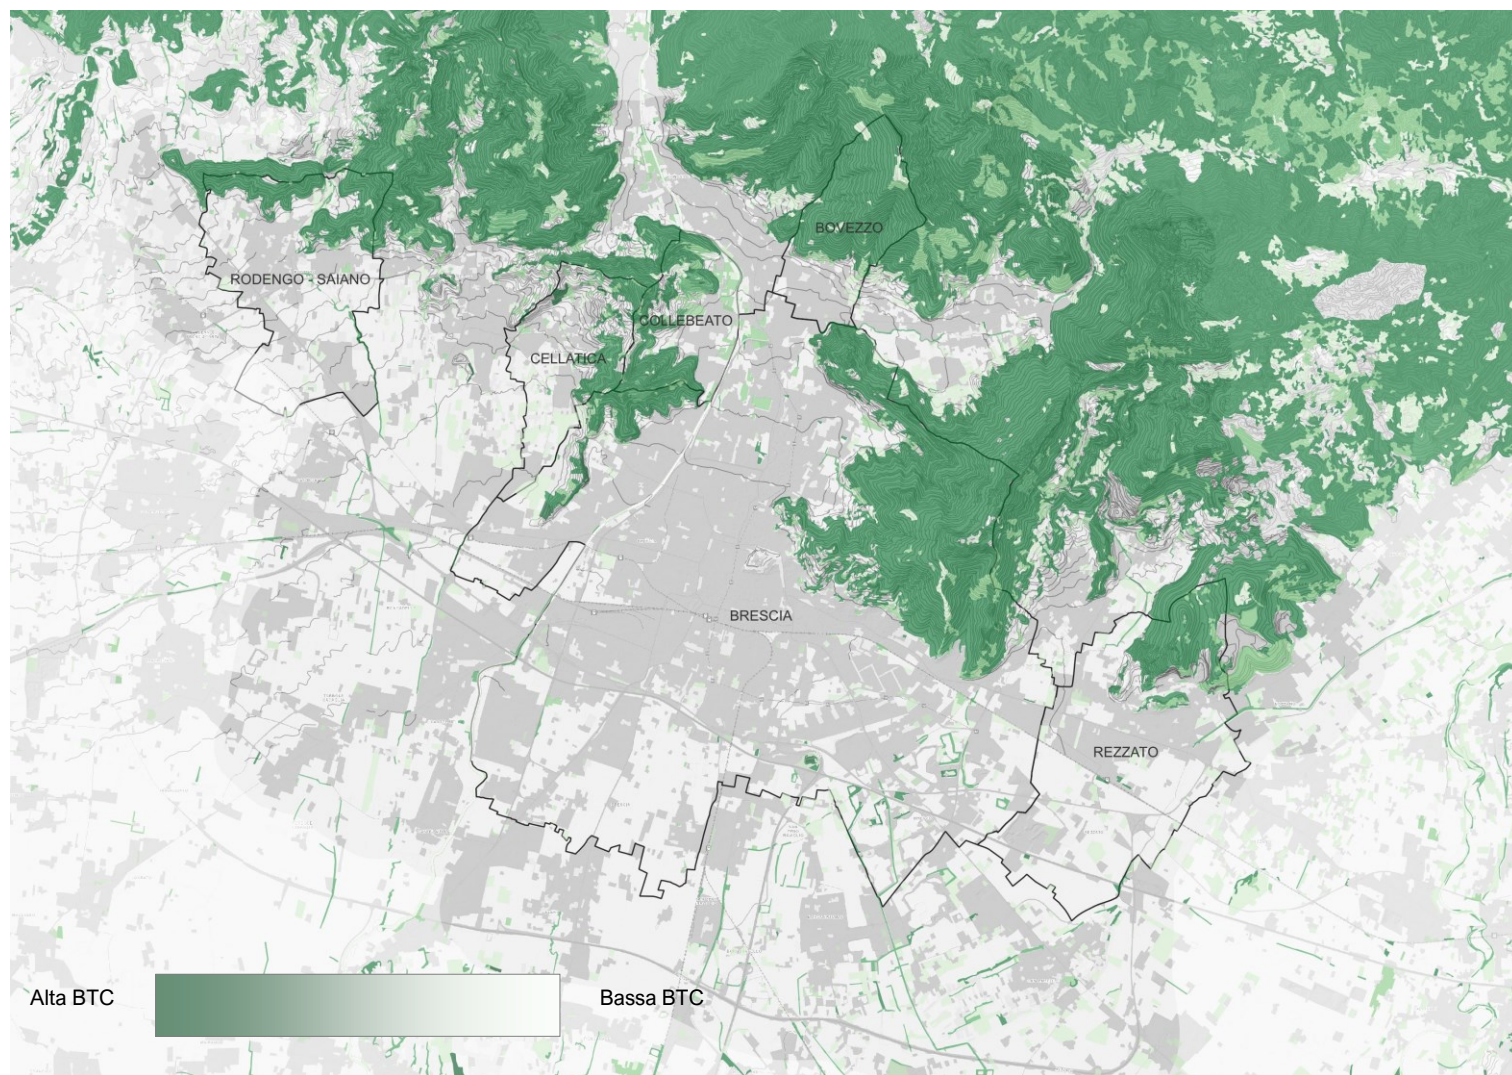 BOVEZZO
RODENGO - SAIANO
COLLEBEATO
CELLATICA
BRESCIA
REZZATO
Alta BTC
Bassa BTC